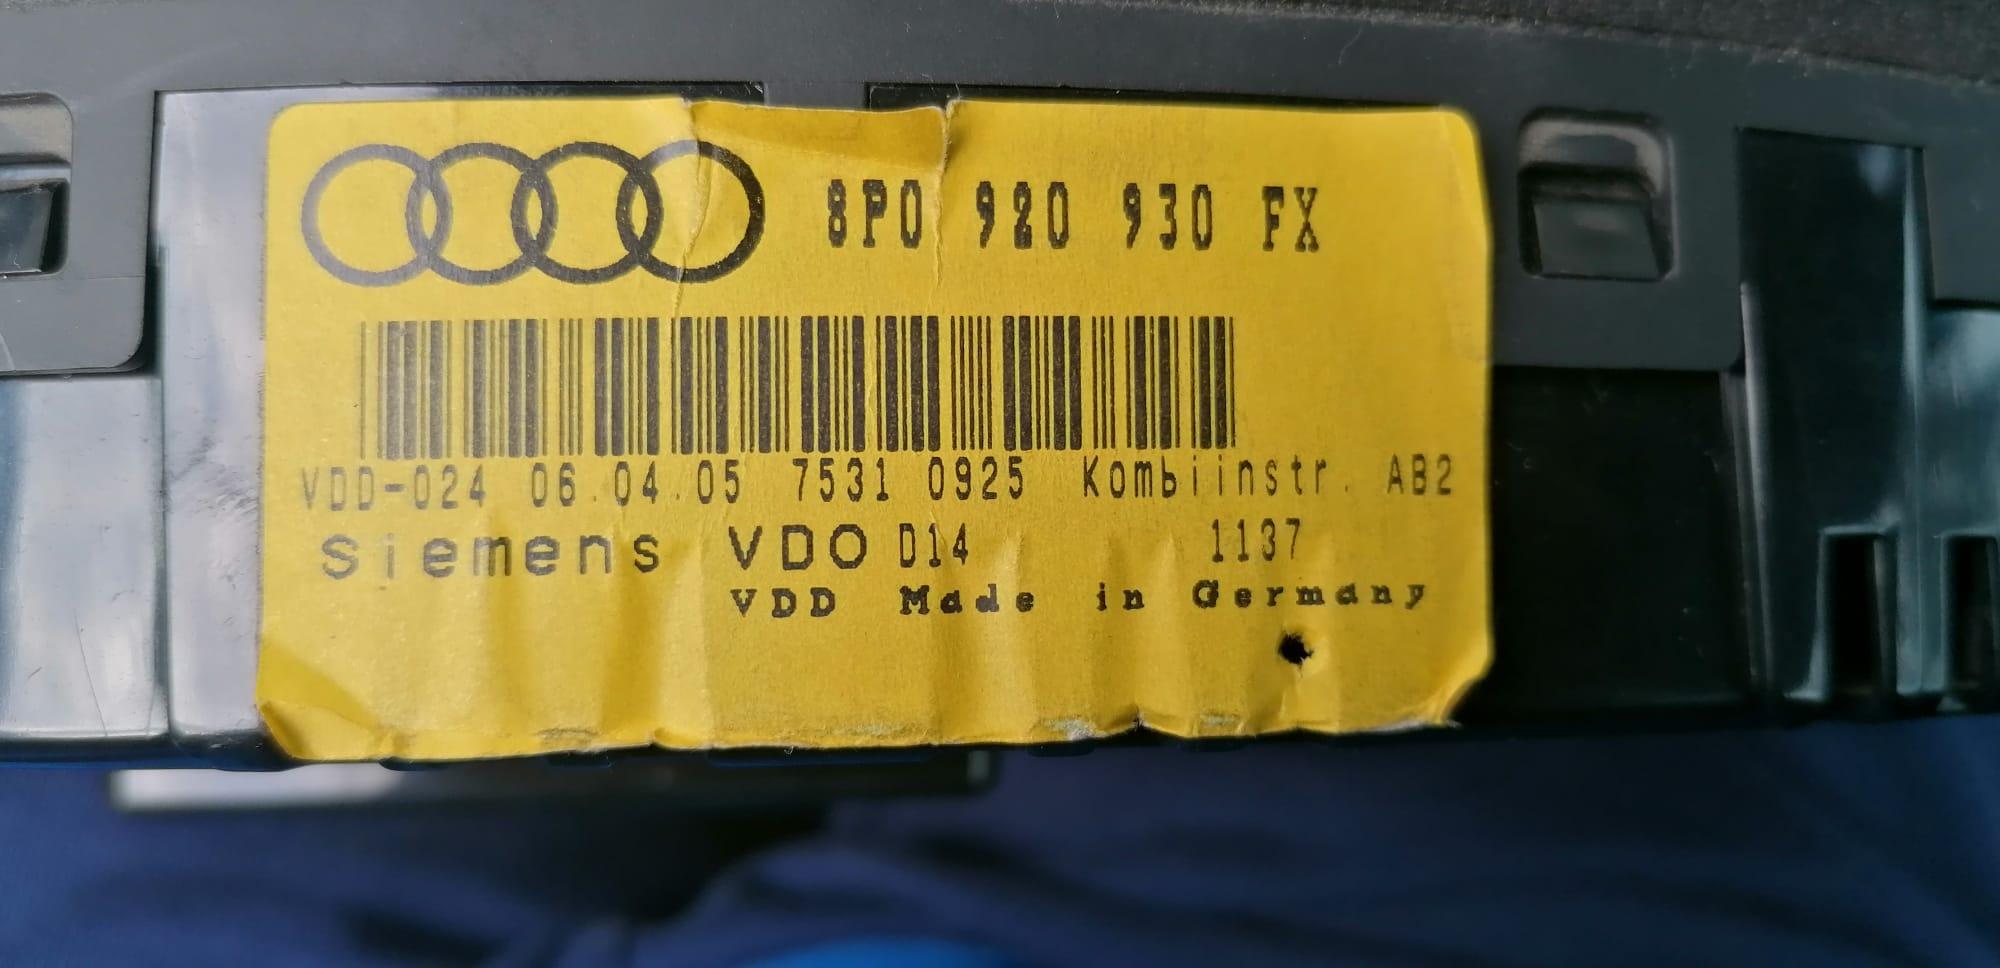 8P0 920 930 FX
VDD-024 06.04.05 7531 0925 Kombiinstr. AB2
Siemens VDO D14 1137
VDD Made in Germany